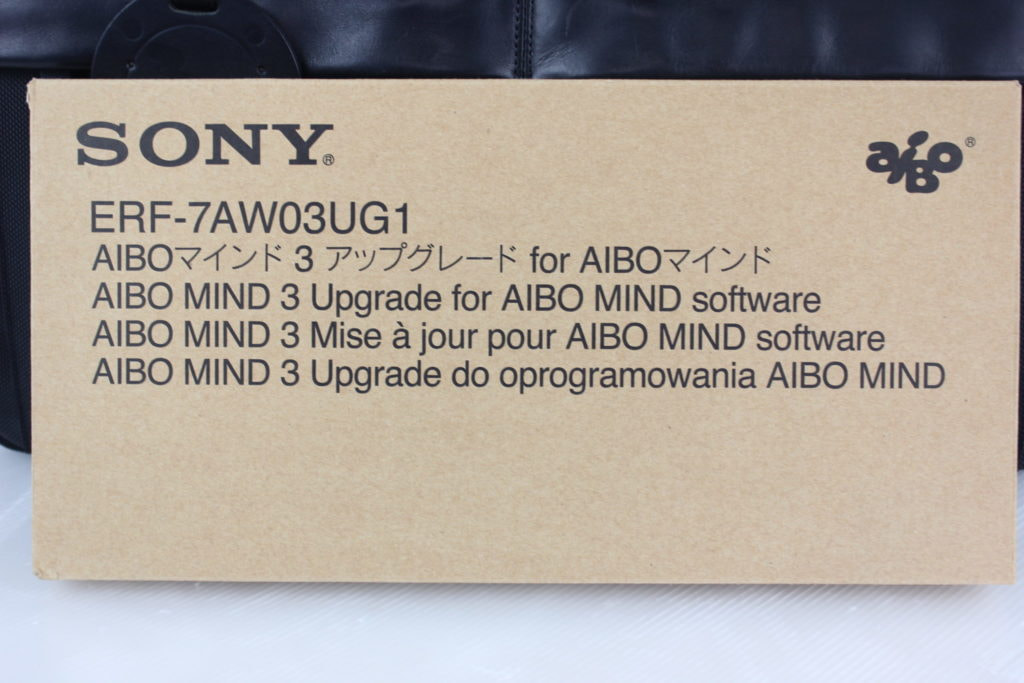 SONY®
aiBo®
ERF-7AW03UG1
AIBOマインド 3 アップグレード for AIBOマインド
AIBO MIND 3 Upgrade for AIBO MIND software
AIBO MIND 3 Mise à jour pour AIBO MIND software
AIBO MIND 3 Upgrade do oprogramowania AIBO MIND